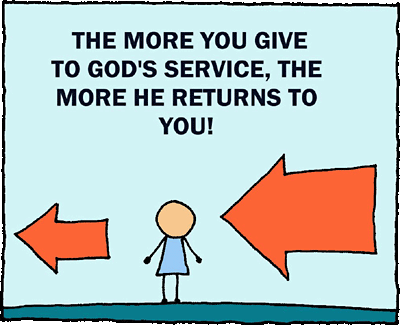 THE MORE YOU GIVE
TO GOD'S SERVICE, THE
MORE HE RETURNS TO
YOU!